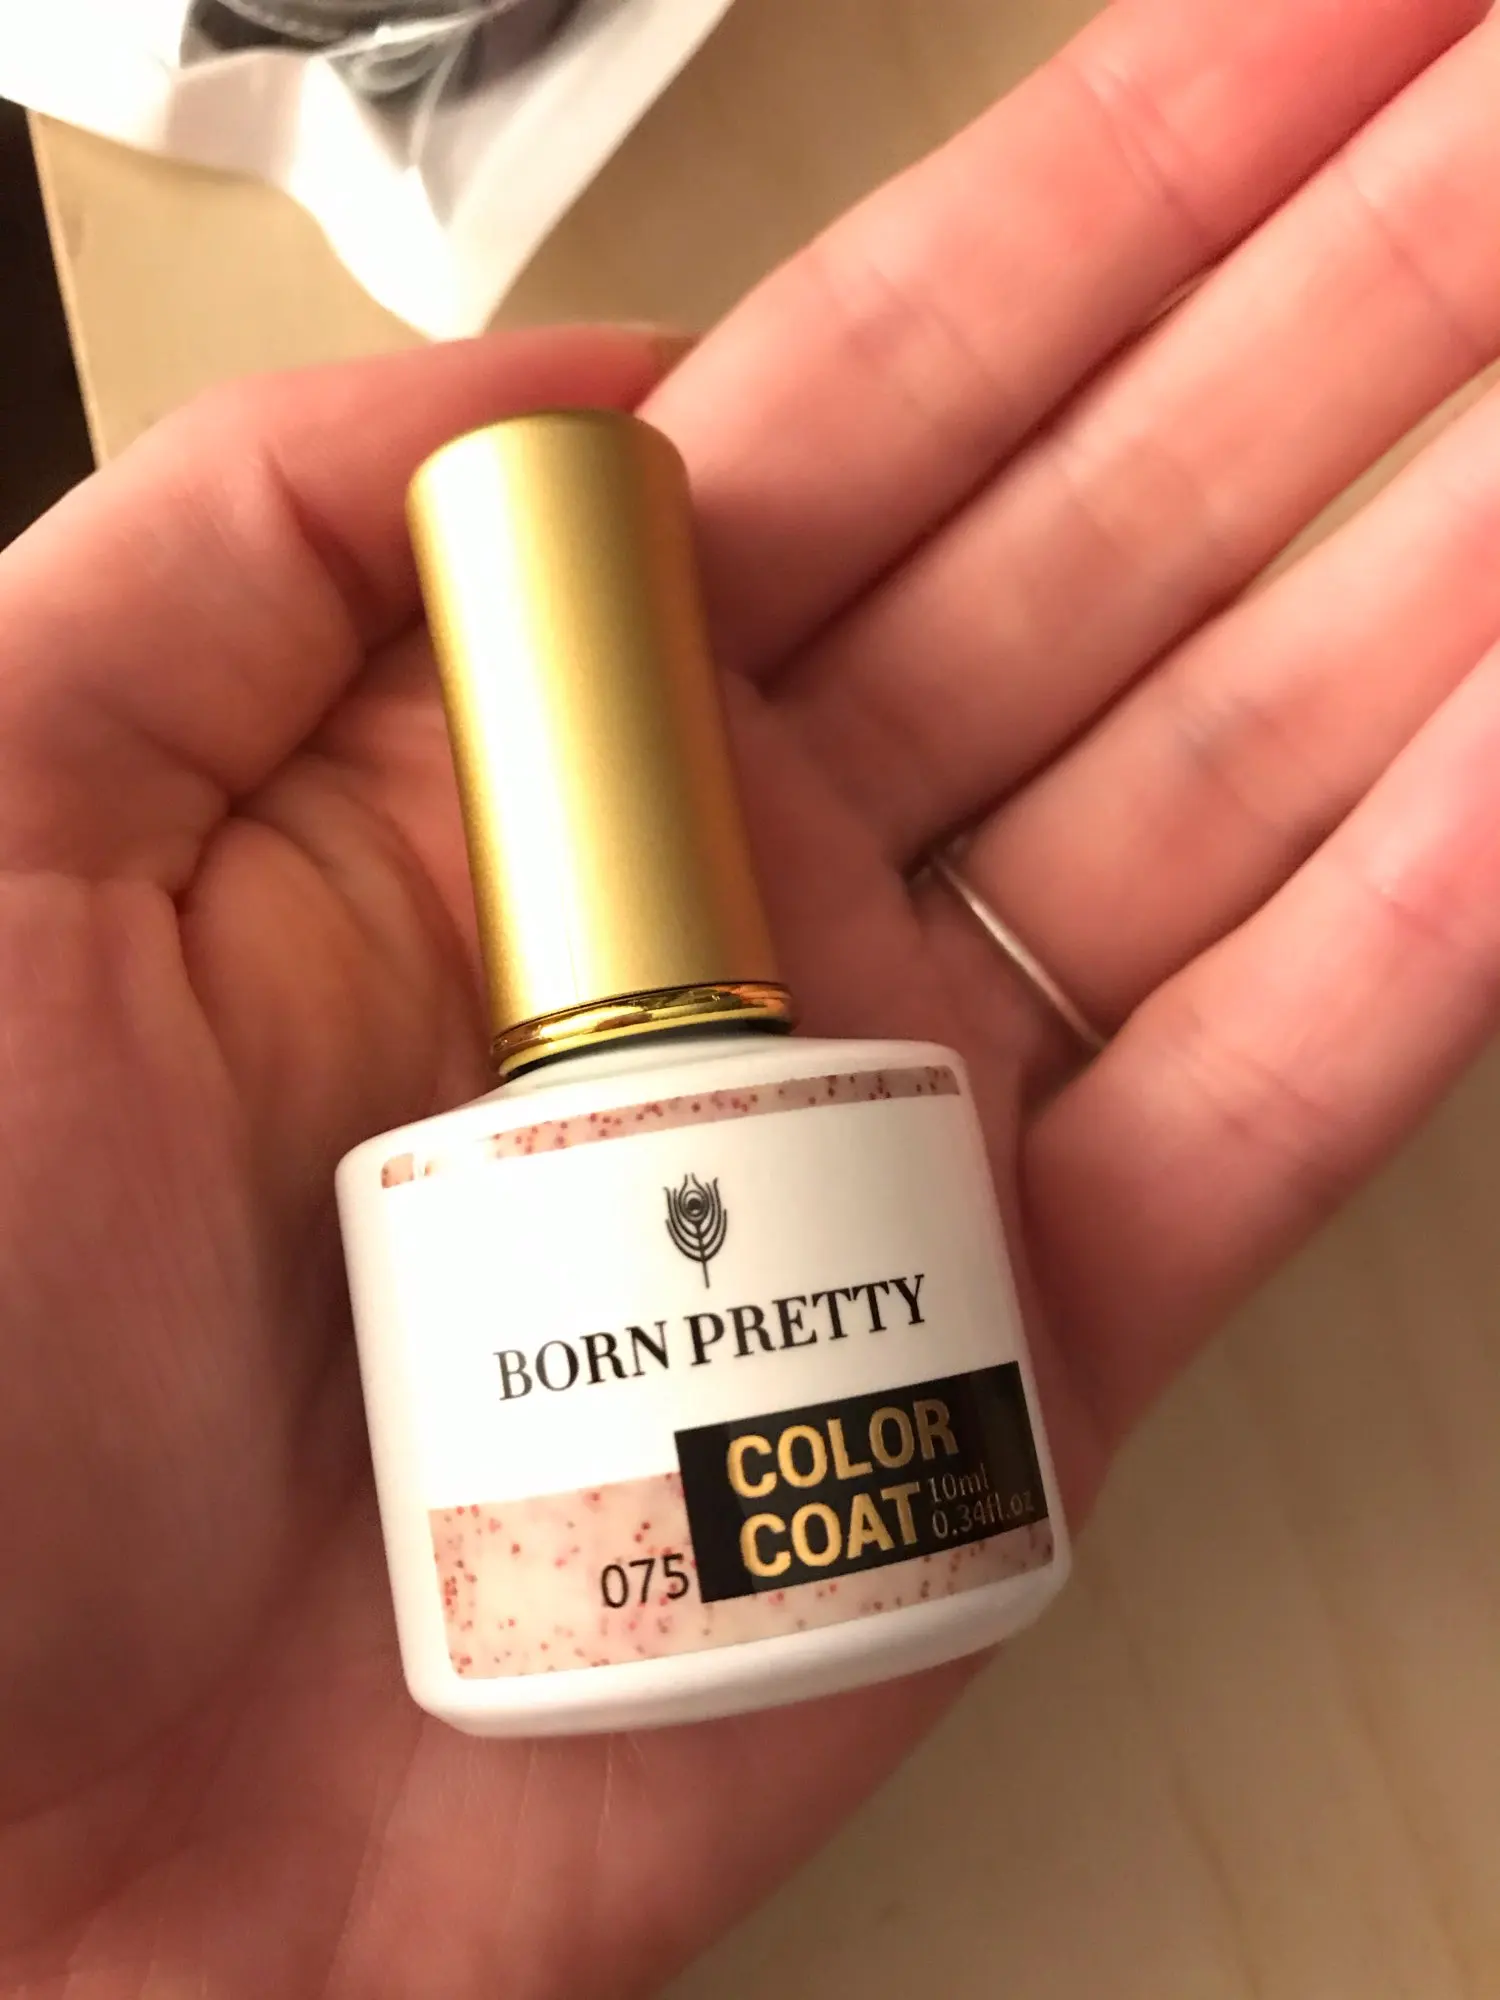 BORN PRETTY
COLOR
COAT
10ml
0.34fl.oz
075